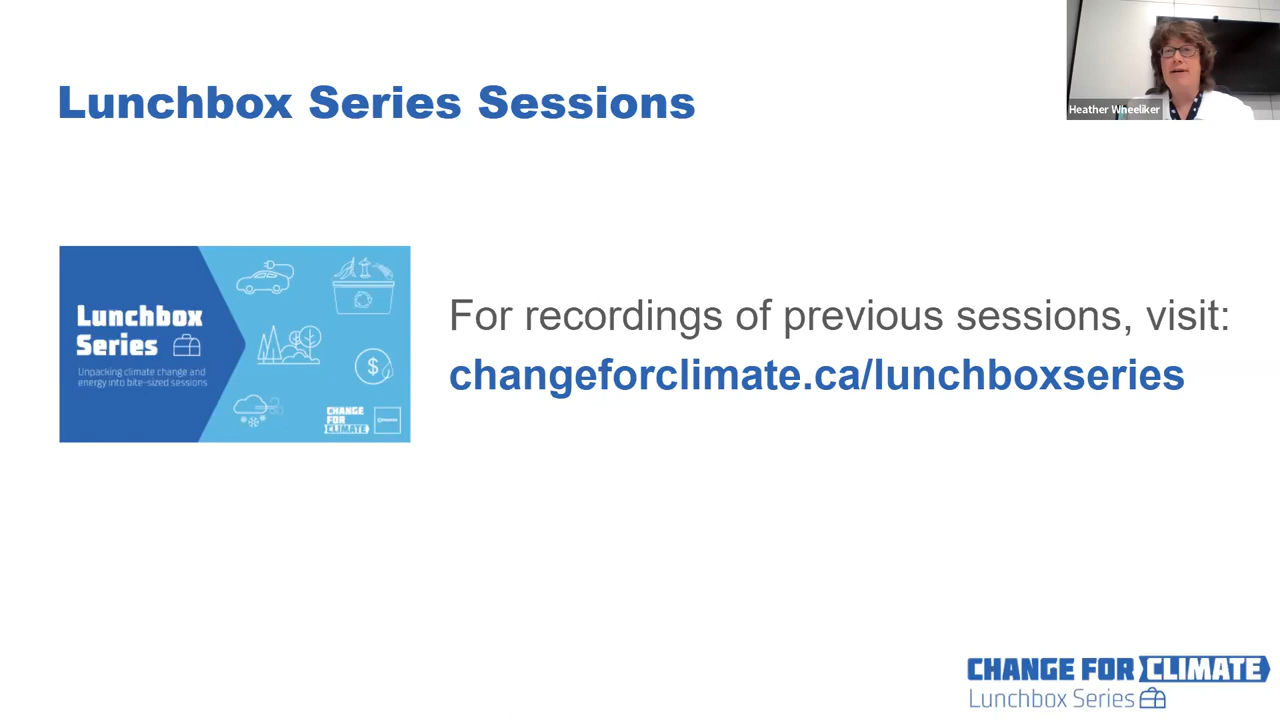 Lunchbox Series Sessions
Heather Wheeliker
Lunchbox
Series
Unpacking climate change and
energy into bite-sized sessions
$
CHANGE
FOR
CLIMATE
For recordings of previous sessions, visit:
changeforclimate.ca/lunchboxseries
CHANGE FOR CLIMATE
Lunchbox Series